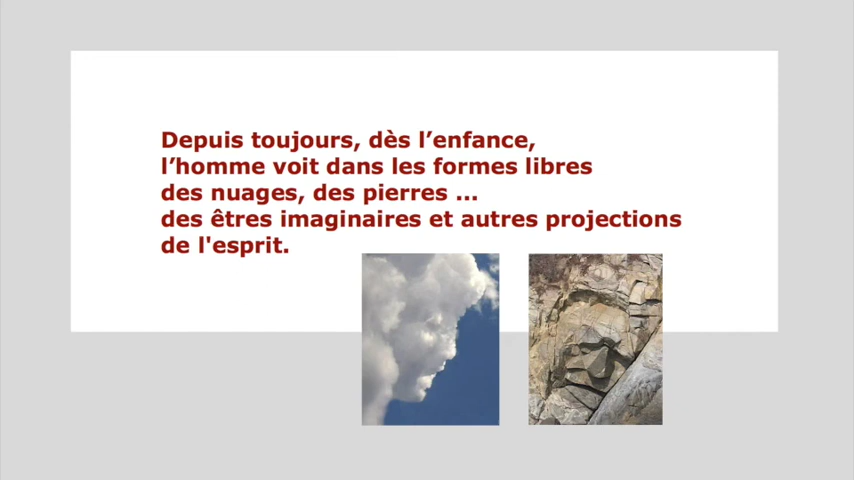 Depuis toujours, dès l’enfance,
l’homme voit dans les formes libres
des nuages, des pierres ...
des êtres imaginaires et autres projections
de l'esprit.